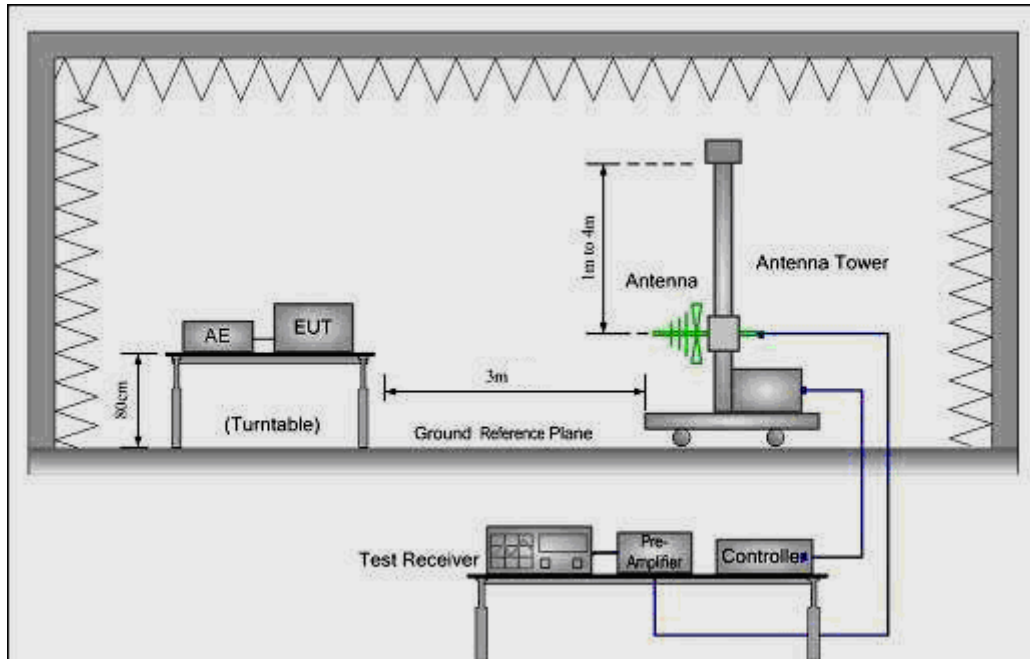 1m to 4m
Antenna Tower
Antenna
AE
EUT
80cm
3m
(Turntable)
Ground Reference Plane
Test Receiver
Pre-
Amplifier
Controller